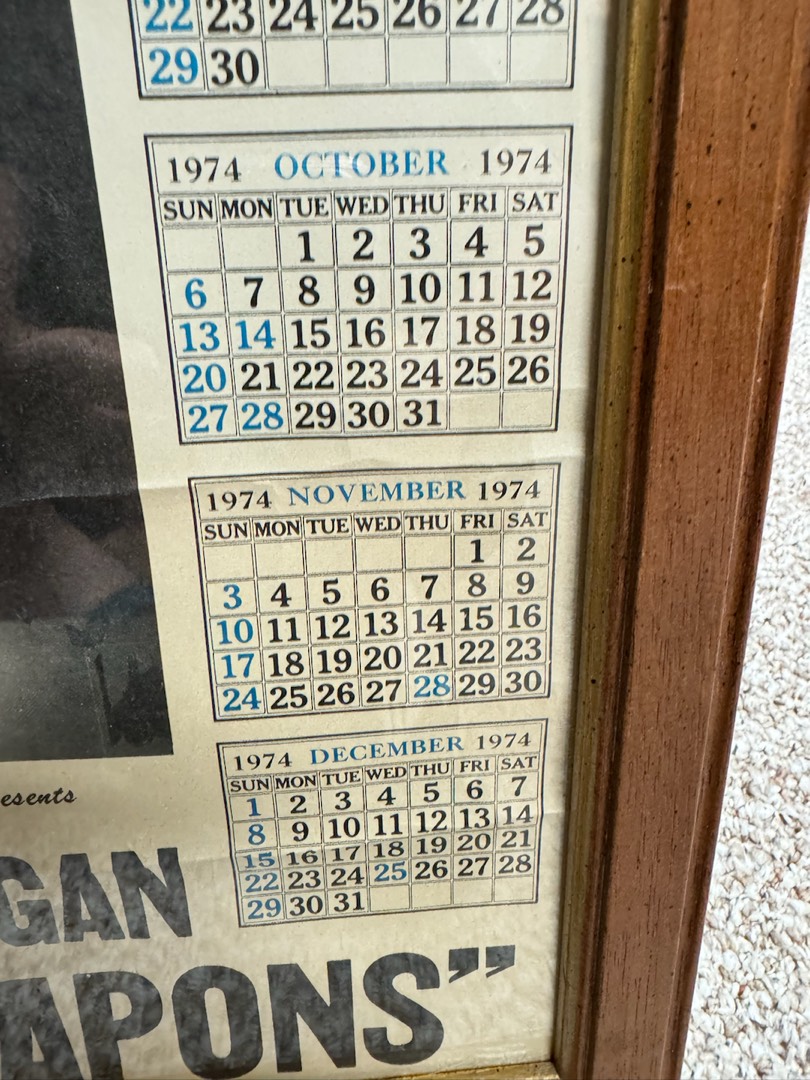 22 23 24 25 26 27 28
29 30
1974 OCTOBER 1974
SUN MON TUE WED THU FRI SAT
1 2 3 4 5
6 7 8 9 10 11 12
13 14 15 16 17 18 19
20 21 22 23 24 25 26
27 28 29 30 31
1974 NOVEMBER 1974
SUN MON TUE WED THU FRI SAT
1 2
3 4 5 6 7 8 9
10 11 12 13 14 15 16
17 18 19 20 21 22 23
24 25 26 27 28 29 30
1974 DECEMBER 1974
SUN MON TUE WED THU FRI SAT
1 2 3 4 5 6 7
8 9 10 11 12 13 14
15 16 17 18 19 20 21
22 23 24 25 26 27 28
29 30 31
esents
GAN
APONS”